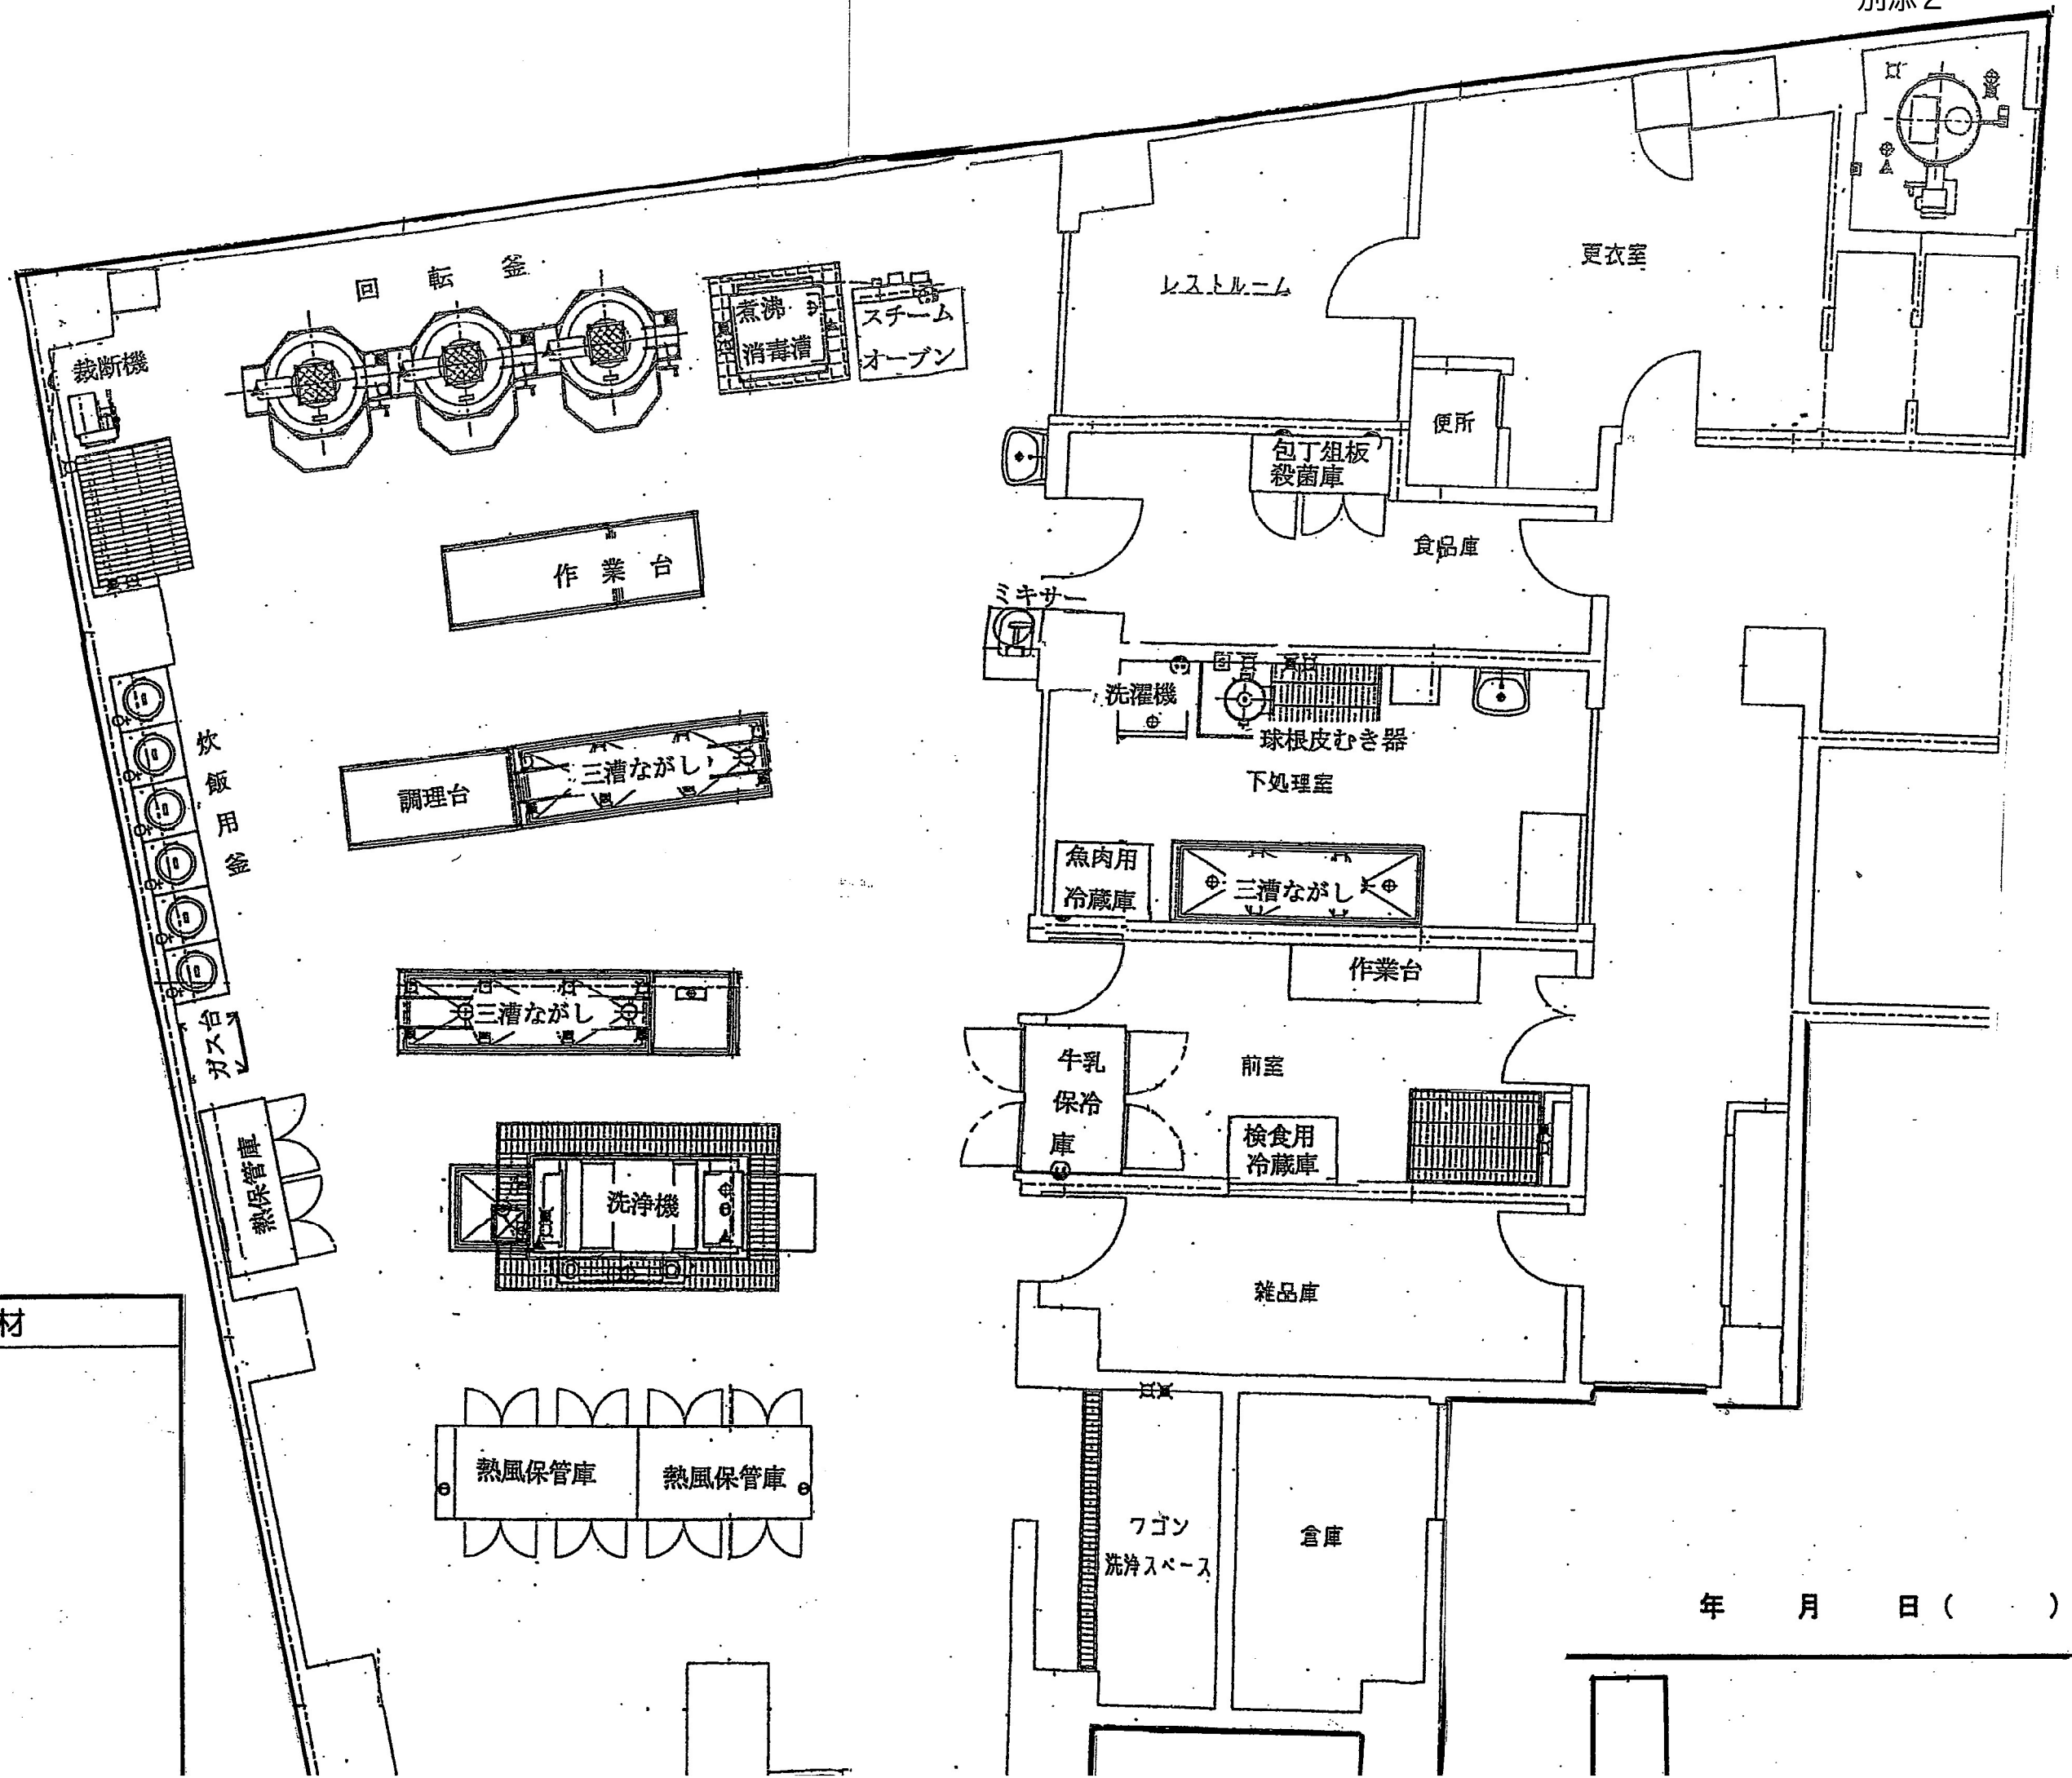 別添2
回転釜
煮沸
消毒漕
スチーム
オーブン
裁断機
レストルーム
更衣室
便所
包丁俎板
殺菌庫
食品庫
作業台
ミキサー
洗濯機
球根皮むき器
下処理室
炊飯用釜
調理台
三漕ながし
魚肉用
冷蔵庫
三漕ながし
作業台
三漕ながし
ガス台
牛乳
保冷
庫
前室
検食用
冷蔵庫
熱保管庫
洗浄機
雑品庫
材
熱風保管庫
熱風保管庫
ワゴン
洗浄スペース
倉庫
年 月 日( )